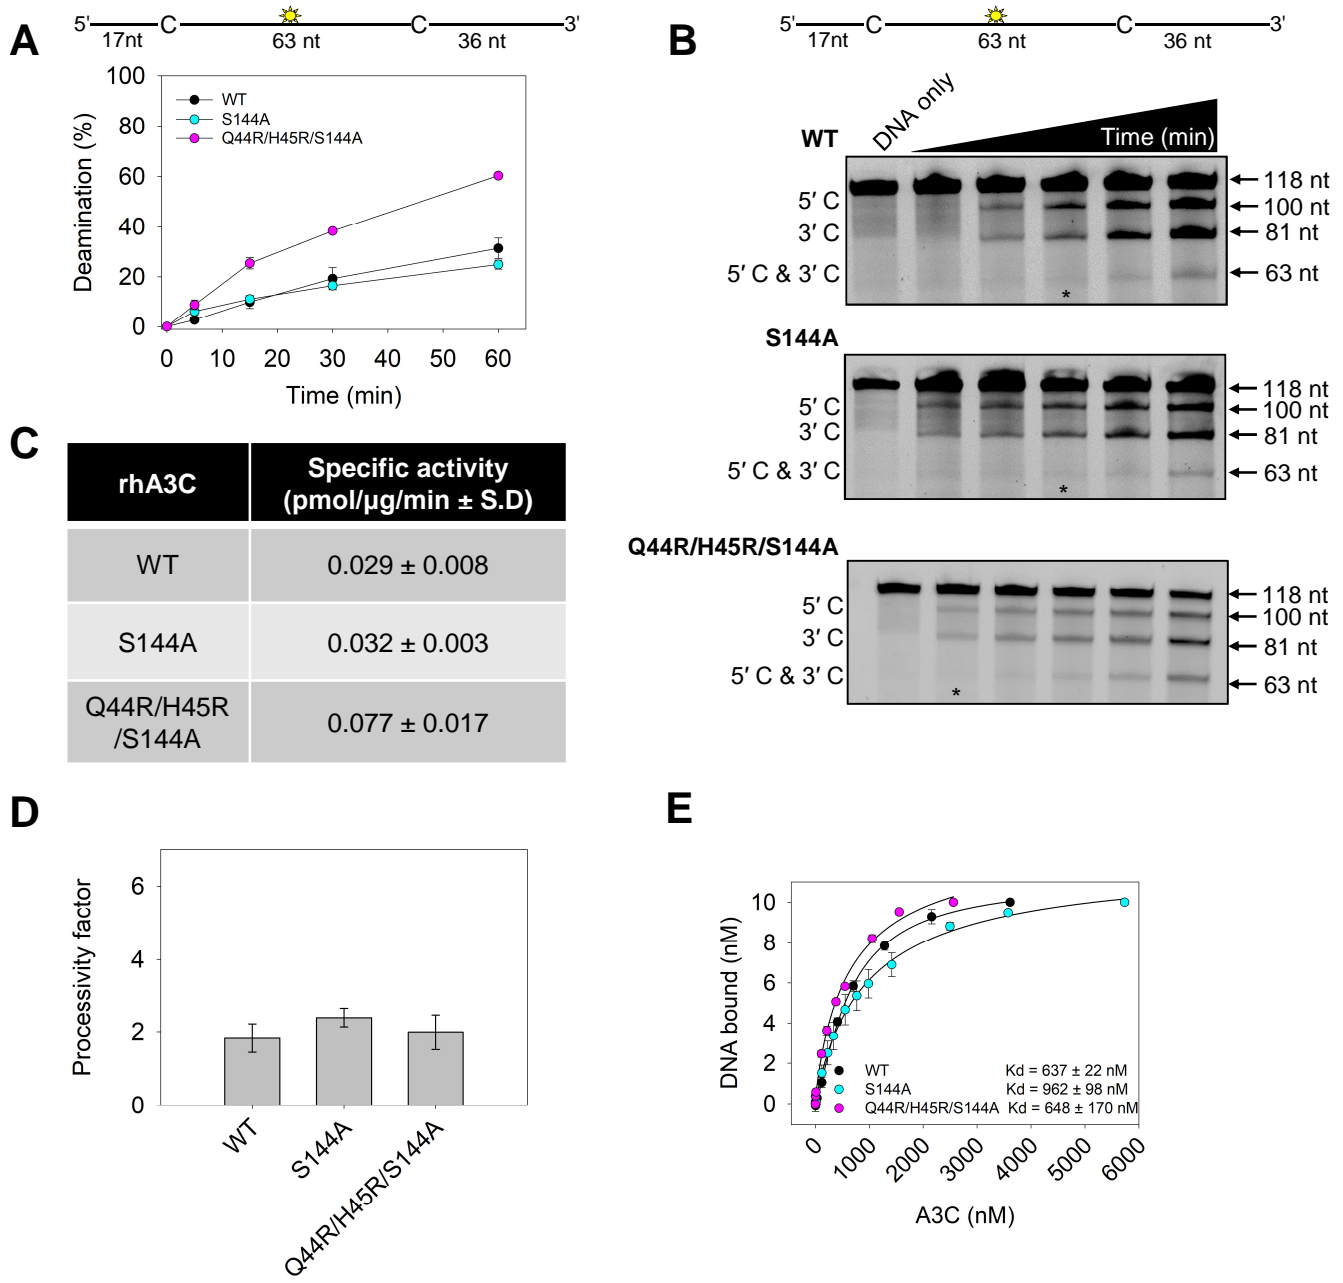 A
5′
C
C
3′
17nt
63 nt
36 nt
100
80
60
40
20
0
Deamination (%)
WT
S144A
Q44R/H45R/S144A
0 10 20 30 40 50 60
Time (min)
B
5′
C
C
3′
17nt
63 nt
36 nt
WT
DNA only
Time (min)
5′ C
3′ C
5′ C & 3′ C
118 nt
100 nt
81 nt
63 nt
*
S144A
5′ C
3′ C
5′ C & 3′ C
118 nt
100 nt
81 nt
63 nt
*
Q44R/H45R/S144A
5′ C
3′ C
5′ C & 3′ C
118 nt
100 nt
81 nt
63 nt
*
C
rhA3C
Specific activity
(pmol/µg/min ± S.D)
WT
0.029 ± 0.008
S144A
0.032 ± 0.003
Q44R/H45R
/S144A
0.077 ± 0.017
D
6
4
2
0
Processivity factor
WT
S144A
Q44R/H45R/S144A
E
10
8
6
4
2
0
DNA bound (nM)
WT Kd = 637 ± 22 nM
S144A Kd = 962 ± 98 nM
Q44R/H45R/S144A Kd = 648 ± 170 nM
0 1000 2000 3000 4000 5000 6000
A3C (nM)